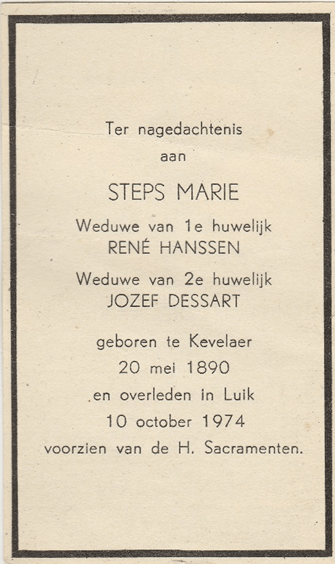 Ter nagedachtenis
aan
STEPS MARIE
Weduwe van 1e huwelijk
RENÉ HANSSEN
Weduwe van 2e huwelijk
JOZEF DESSART
geboren te Kevelaer
20 mei 1890
en overleden in Luik
10 october 1974
voorzien van de H. Sacramenten.